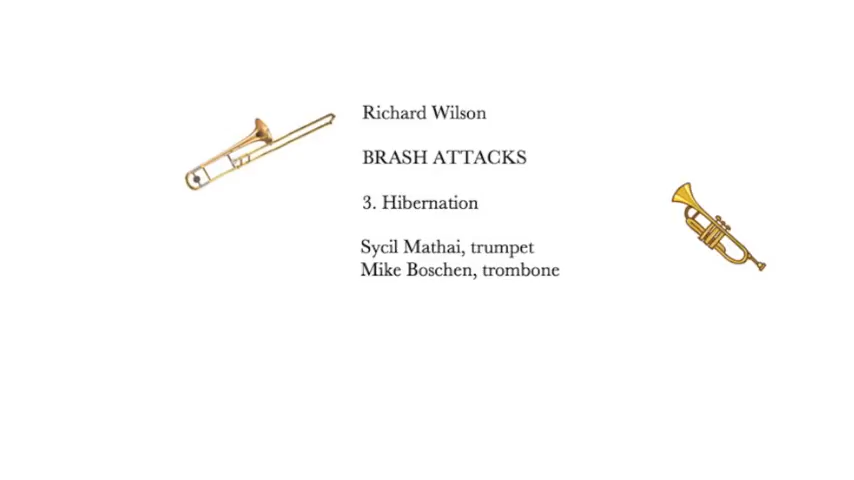 Richard Wilson
BRASH ATTACKS
3. Hibernation
Sycil Mathai, trumpet
Mike Boschen, trombone